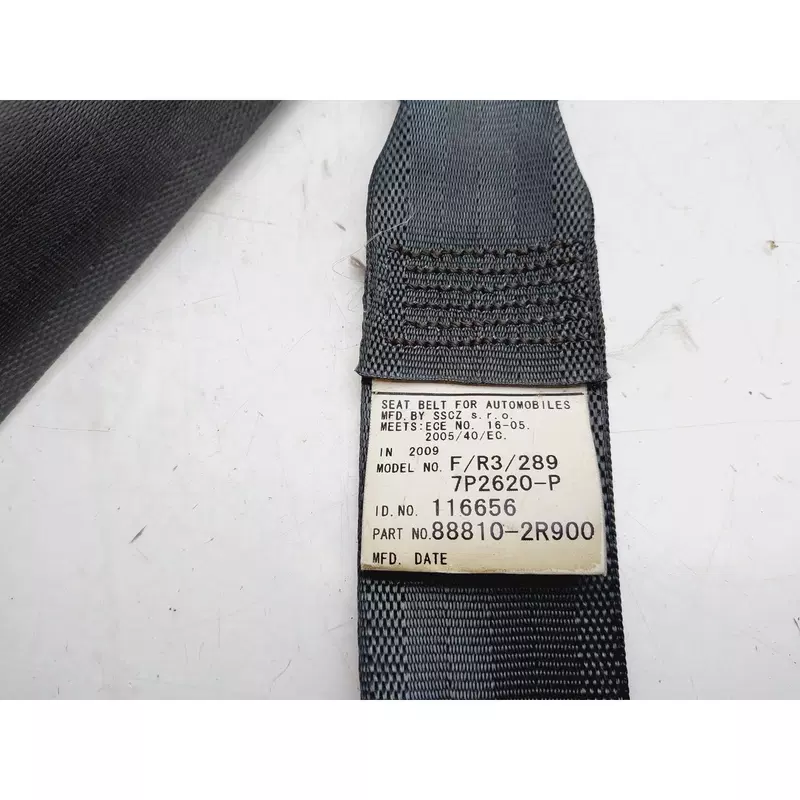 SEAT BELT FOR AUTOMOBILES
MFD.BY SSCZ s.r.o.
MEETS:ECE NO. 16-05.
2005/40/EC.
IN 2009
MODEL NO. F/R3/289
7P2620-P
ID.NO. 116656
PART NO.88810-2R900
MFD. DATE